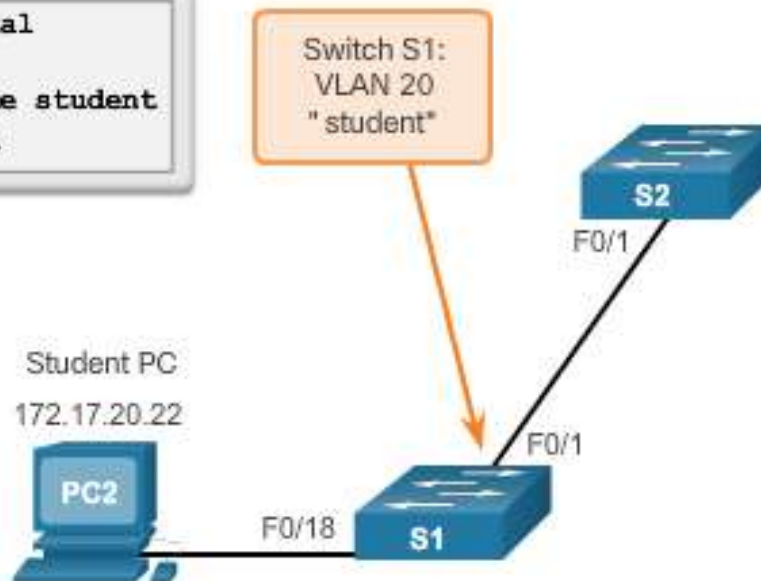 student
Switch S1:
VLAN 20
"student"
S2
F0/1
Student PC
172.17.20.22
F0/1
PC2
F0/18
S1